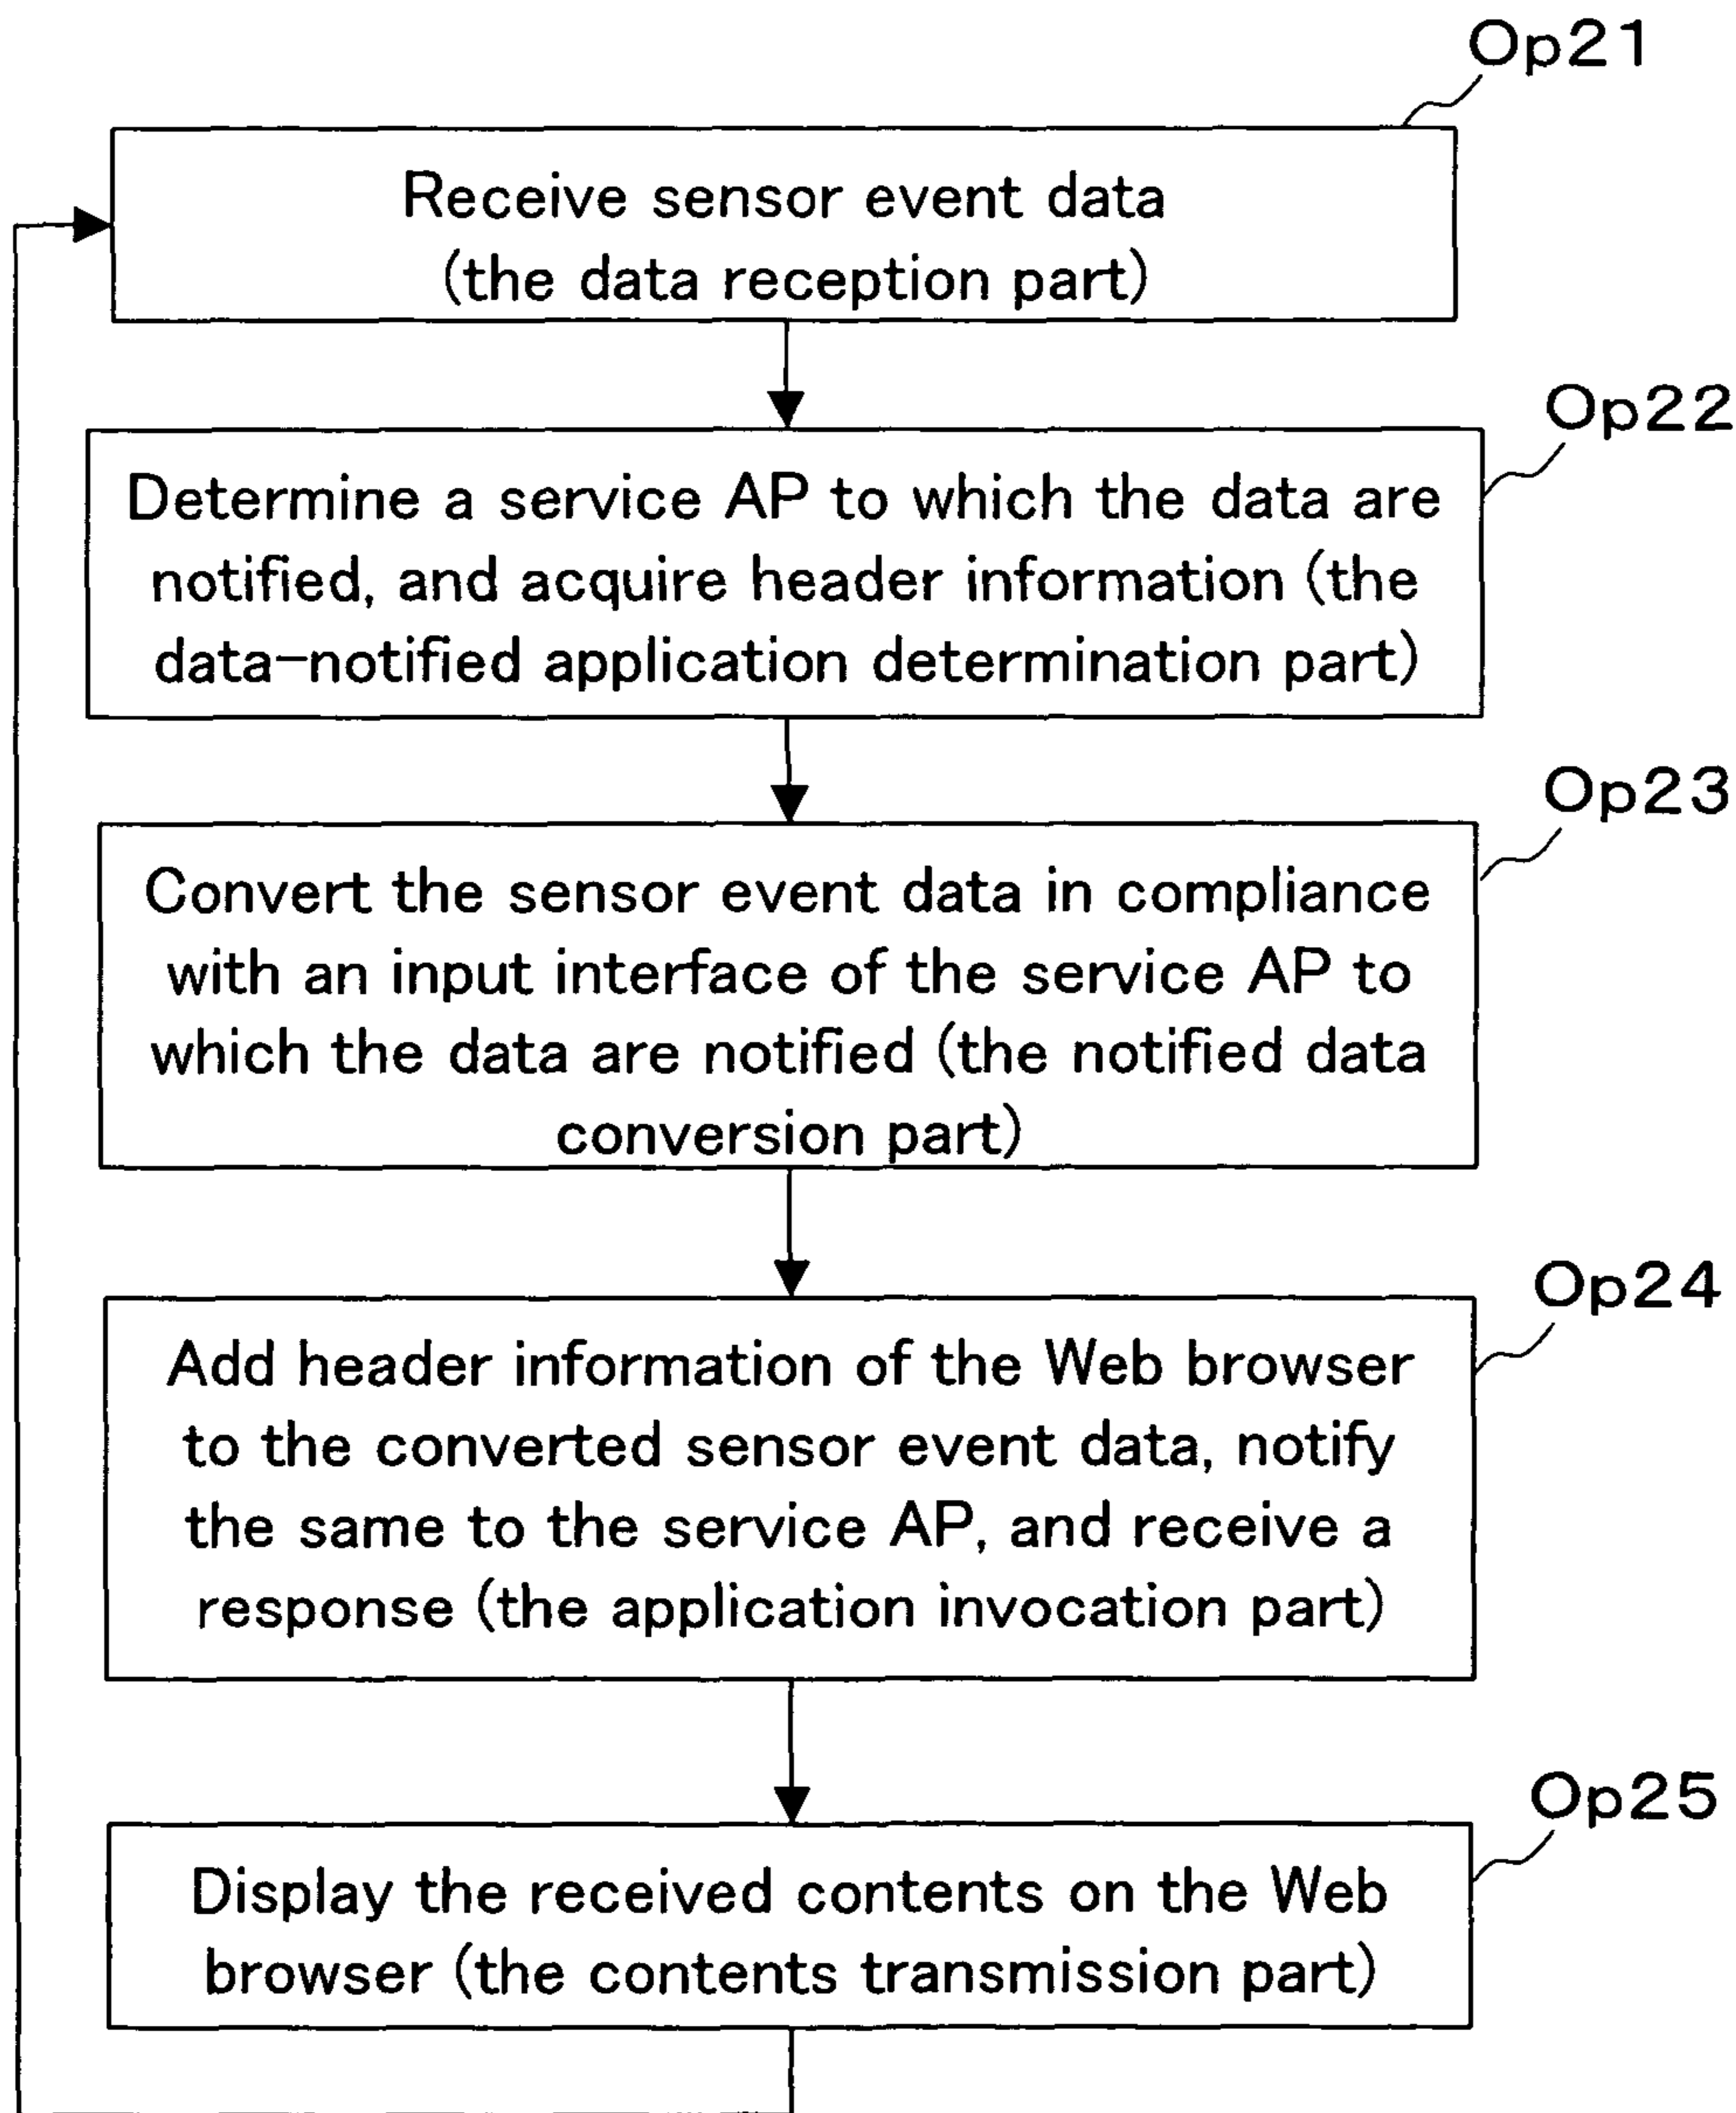 Op21
Receive sensor event data
(the data reception part)
Op22
Determine a service AP to which the data are
notified, and acquire header information (the
data-notified application determination part)
Op23
Convert the sensor event data in compliance
with an input interface of the service AP to
which the data are notified (the notified data
conversion part)
Op24
Add header information of the Web browser
to the converted sensor event data, notify
the same to the service AP, and receive a
response (the application invocation part)
Op25
Display the received contents on the Web
browser (the contents transmission part)